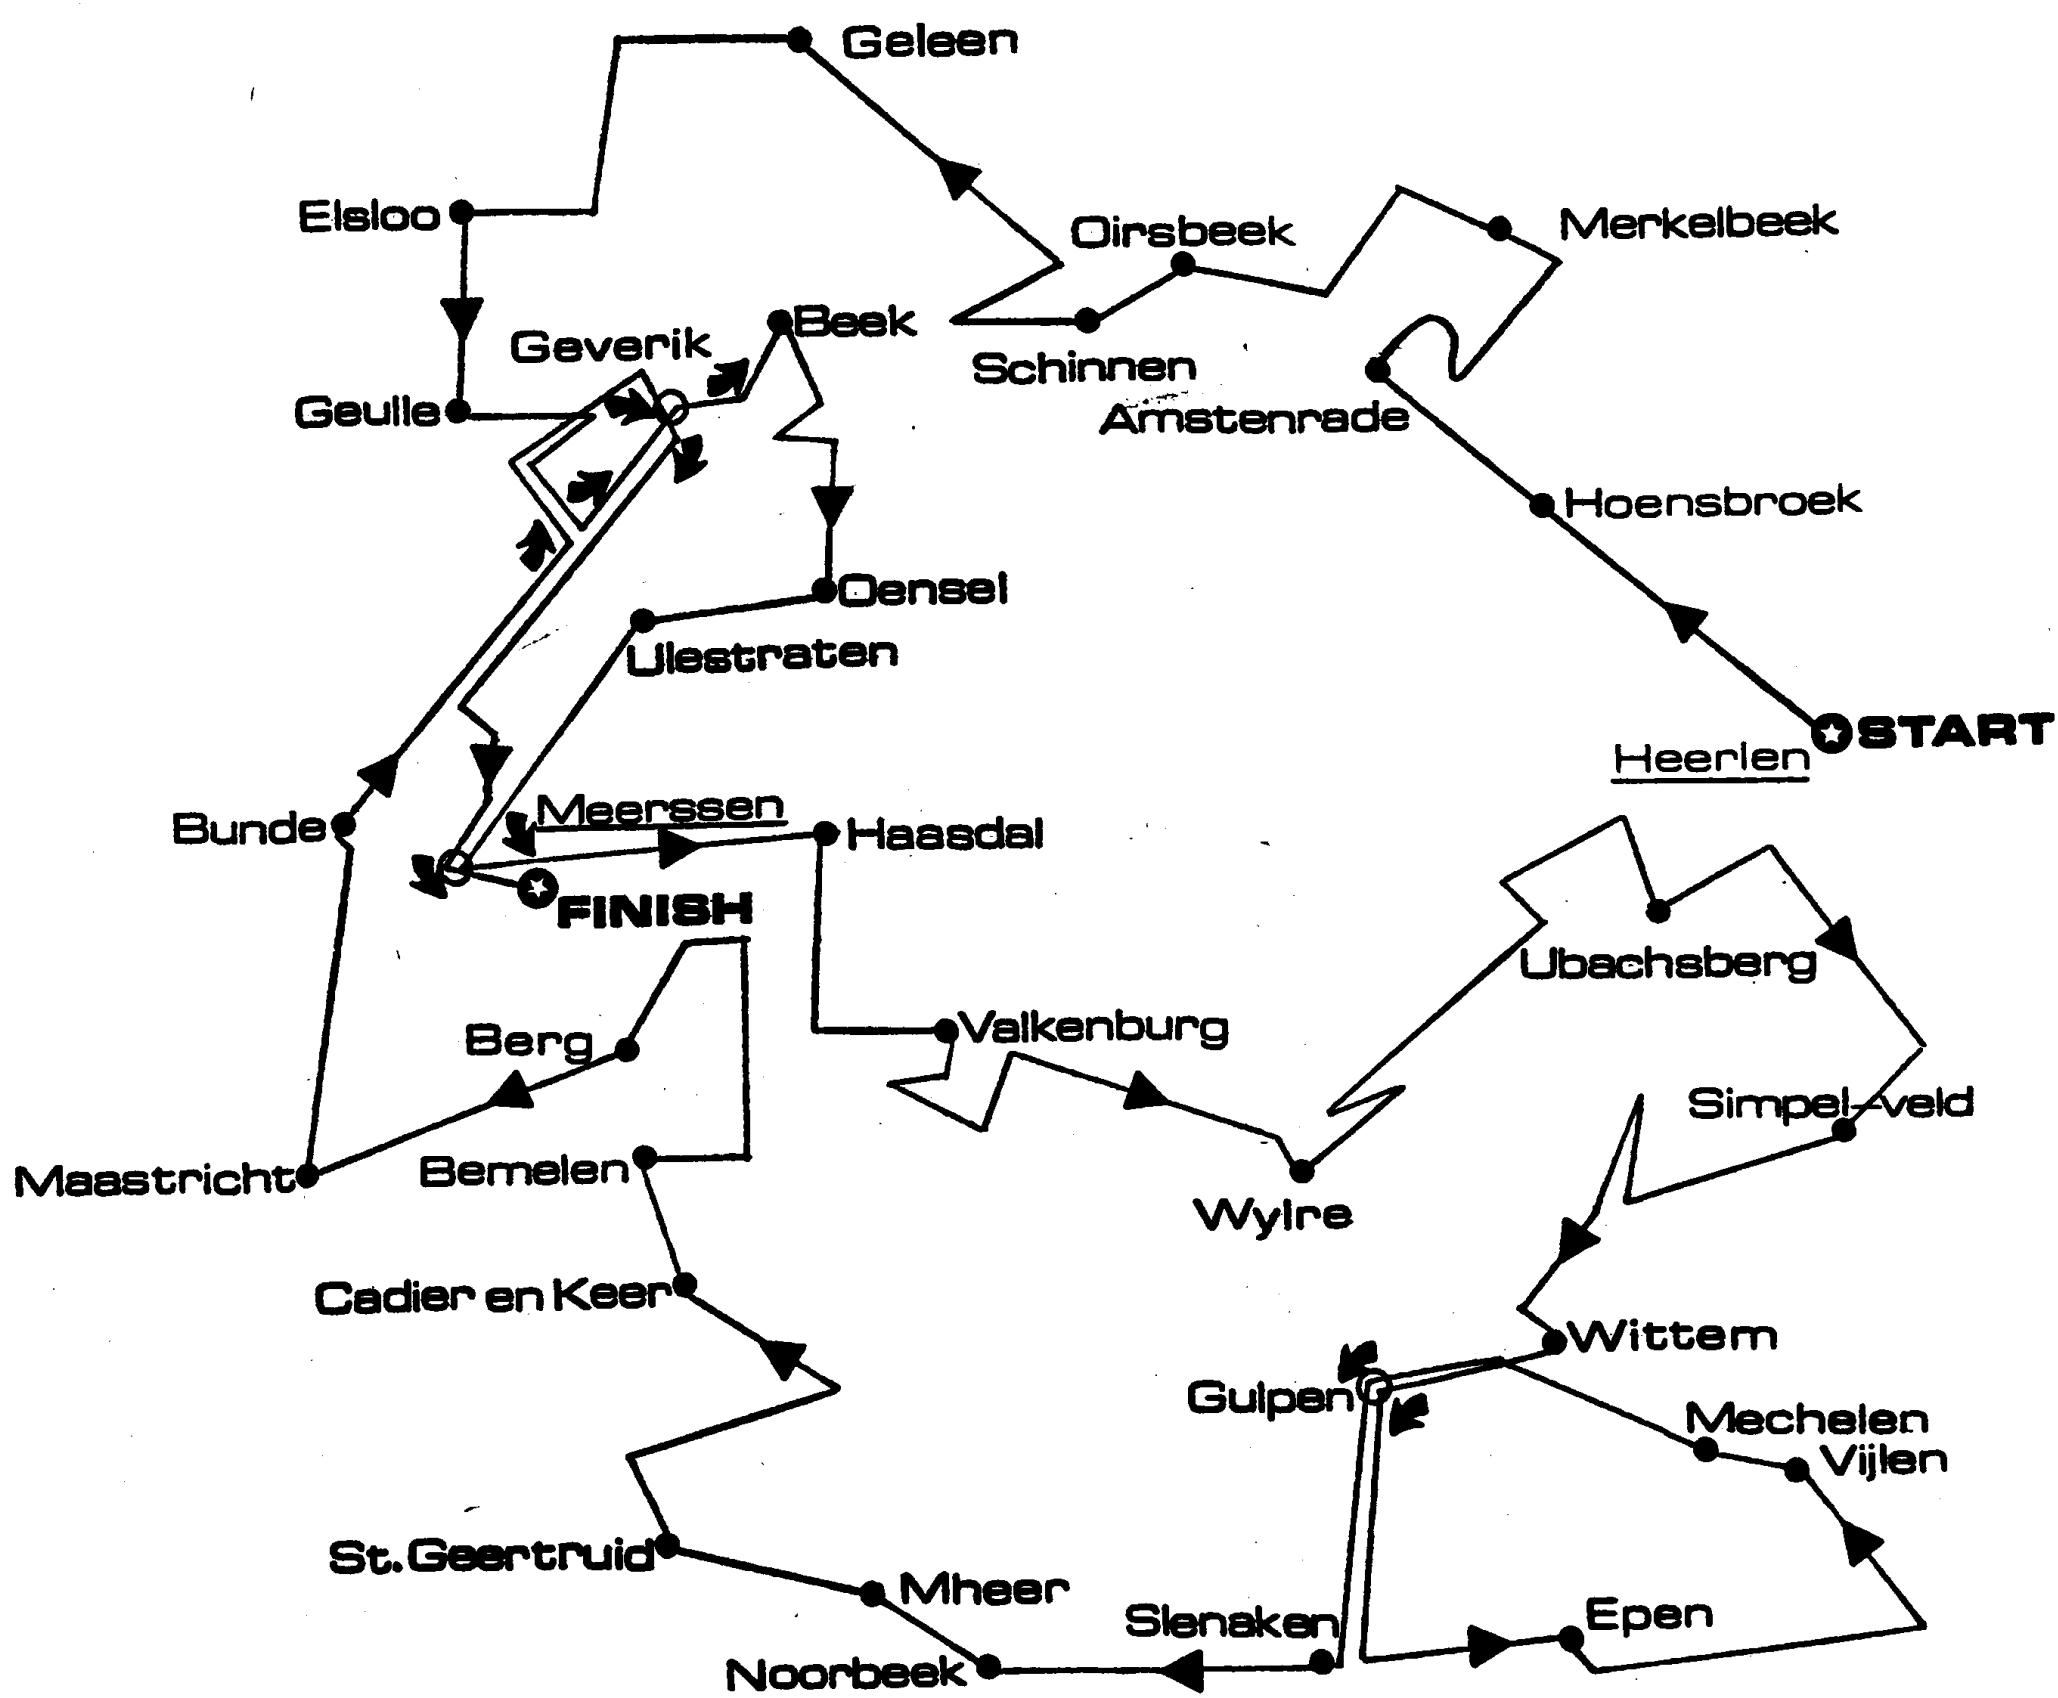 Geleen
Elsloo
Oirsbeek
Merkelbeek
Beek
Geverik
Schinnen
Geulle
Amstenrade
Hoensbroek
Oensel
Ulestraten
START
Heerlen
Meerssen
Bunde
Haasdal
FINISH
Ubachsberg
Valkenburg
Berg
Simpel-veld
Bemelen
Maastricht
Wylre
Cadier en Keer
Wittem
Gulpen
Mechelen
Vijlen
St. Geertruid
Mheer
Slenaken
Epen
Noorbeek